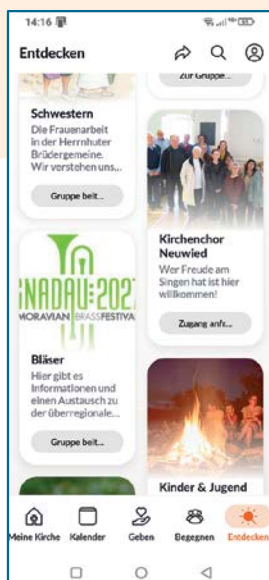 14:16
Entdecken
Schwestern
Die Frauenarbeit
in der Herrnhuter
Brüdergemeine.
Wir verstehen uns...
Gruppe beit...
GNADAU:202
MORAVIAN BRASSFESTIVA
Bläser
Hier gibt es
Informationen und
einen Austausch zu
der überregionale...
Gruppe beit...
Zur Gruppe...
Kirchenchor
Neuwied
Wer Freude am
Singen hat ist hier
willkommen!
Zugang anfr...
Kinder & Jugend
Meine Kirche
Kalender
Geben
Begegnen
Entdecken